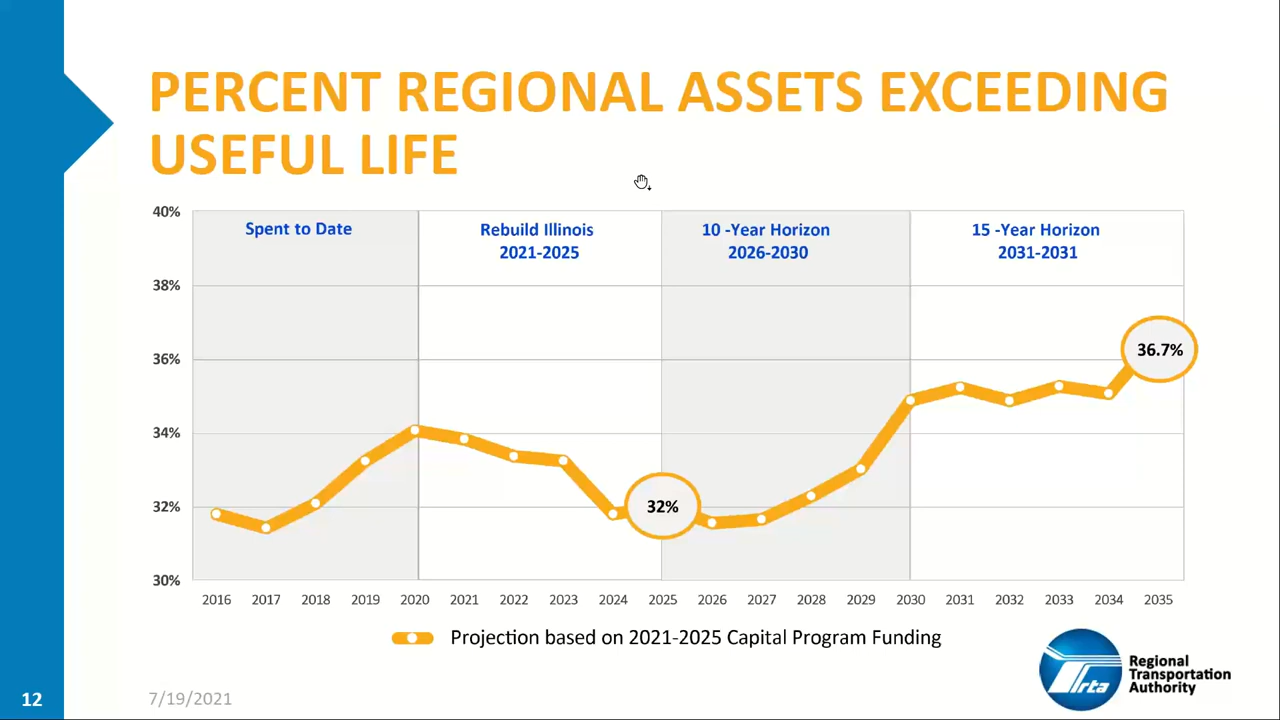 PERCENT REGIONAL ASSETS EXCEEDING
USEFUL LIFE
40%
38%
36%
34%
32%
30%
Spent to Date
Rebuild Illinois
2021-2025
10 -Year Horizon
2026-2030
15 -Year Horizon
2031-2031
32%
36.7%
2016 2017 2018 2019 2020 2021 2022 2023 2024 2025 2026 2027 2028 2029 2030 2031 2032 2033 2034 2035
Projection based on 2021-2025 Capital Program Funding
rta
Regional
Transportation
Authority
12
7/19/2021